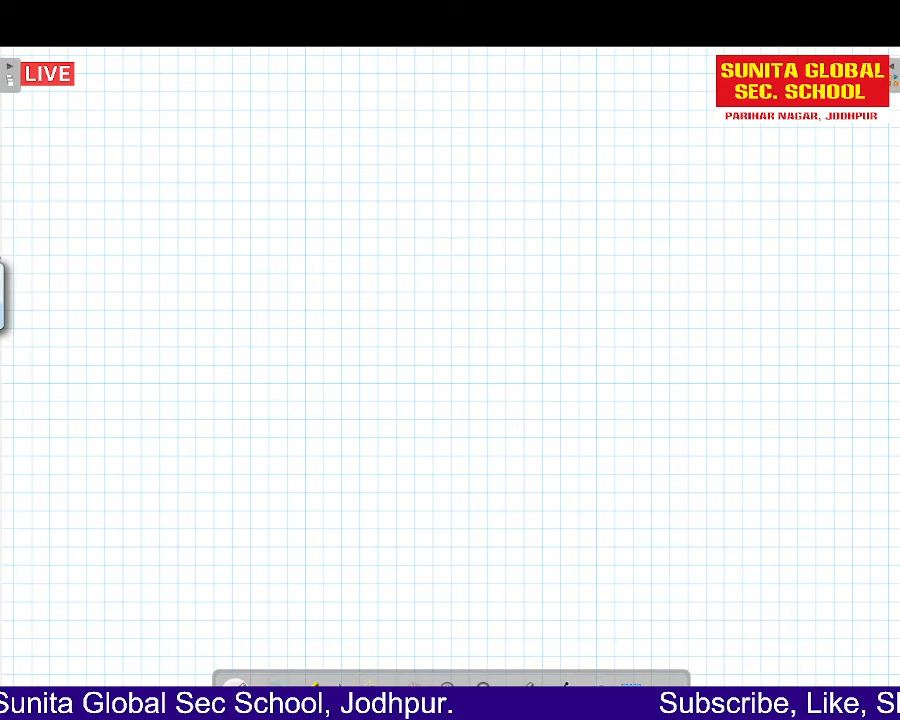 LIVE
SUNITA GLOBAL
SEC. SCHOOL
PARIHAR NAGAR, JODHPUR
Sunita Global Sec School, Jodhpur.
Subscribe, Like,